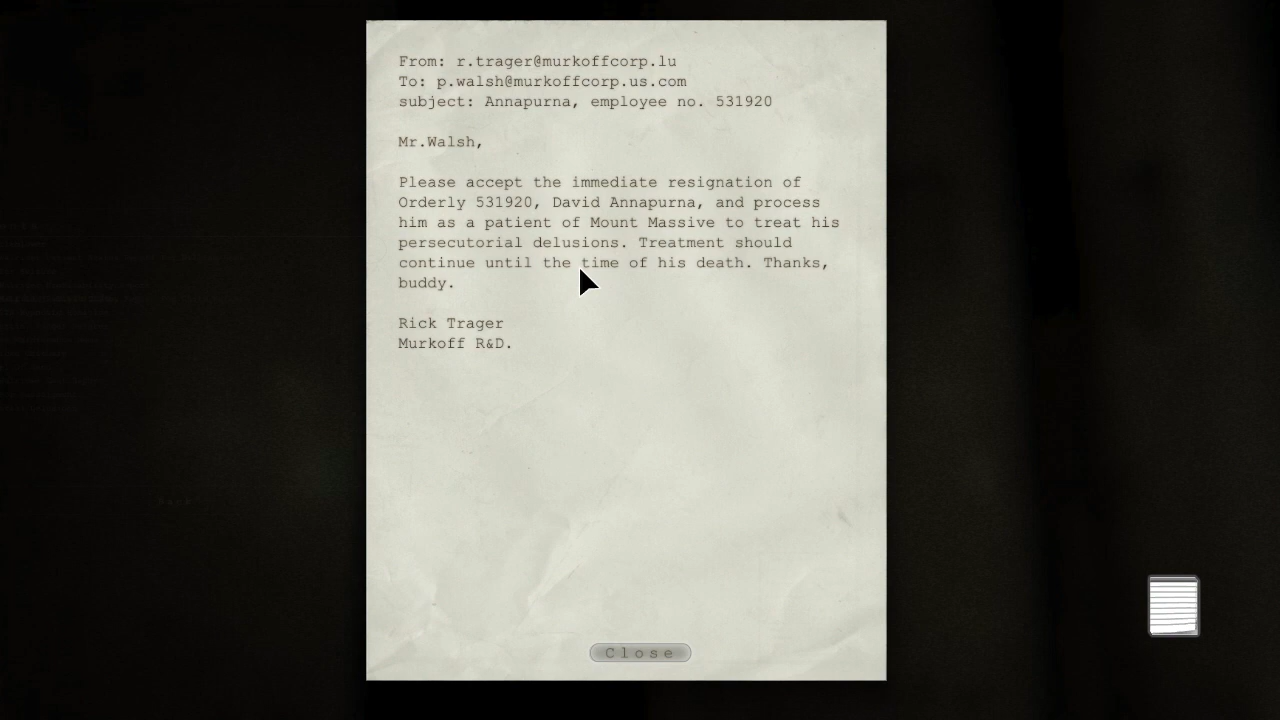 From: r.trager@murkoffcorp.lu
To: p.walsh@murkoffcorp.us.com
subject: Annapurna, employee no. 531920
Mr.Walsh,
Please accept the immediate resignation of
Orderly 531920, David Annapurna, and process
him as a patient of Mount Massive to treat his
persecutorial delusions. Treatment should
continue until the time of his death. Thanks,
buddy.
Rick Trager
Murkoff R&D.
Close